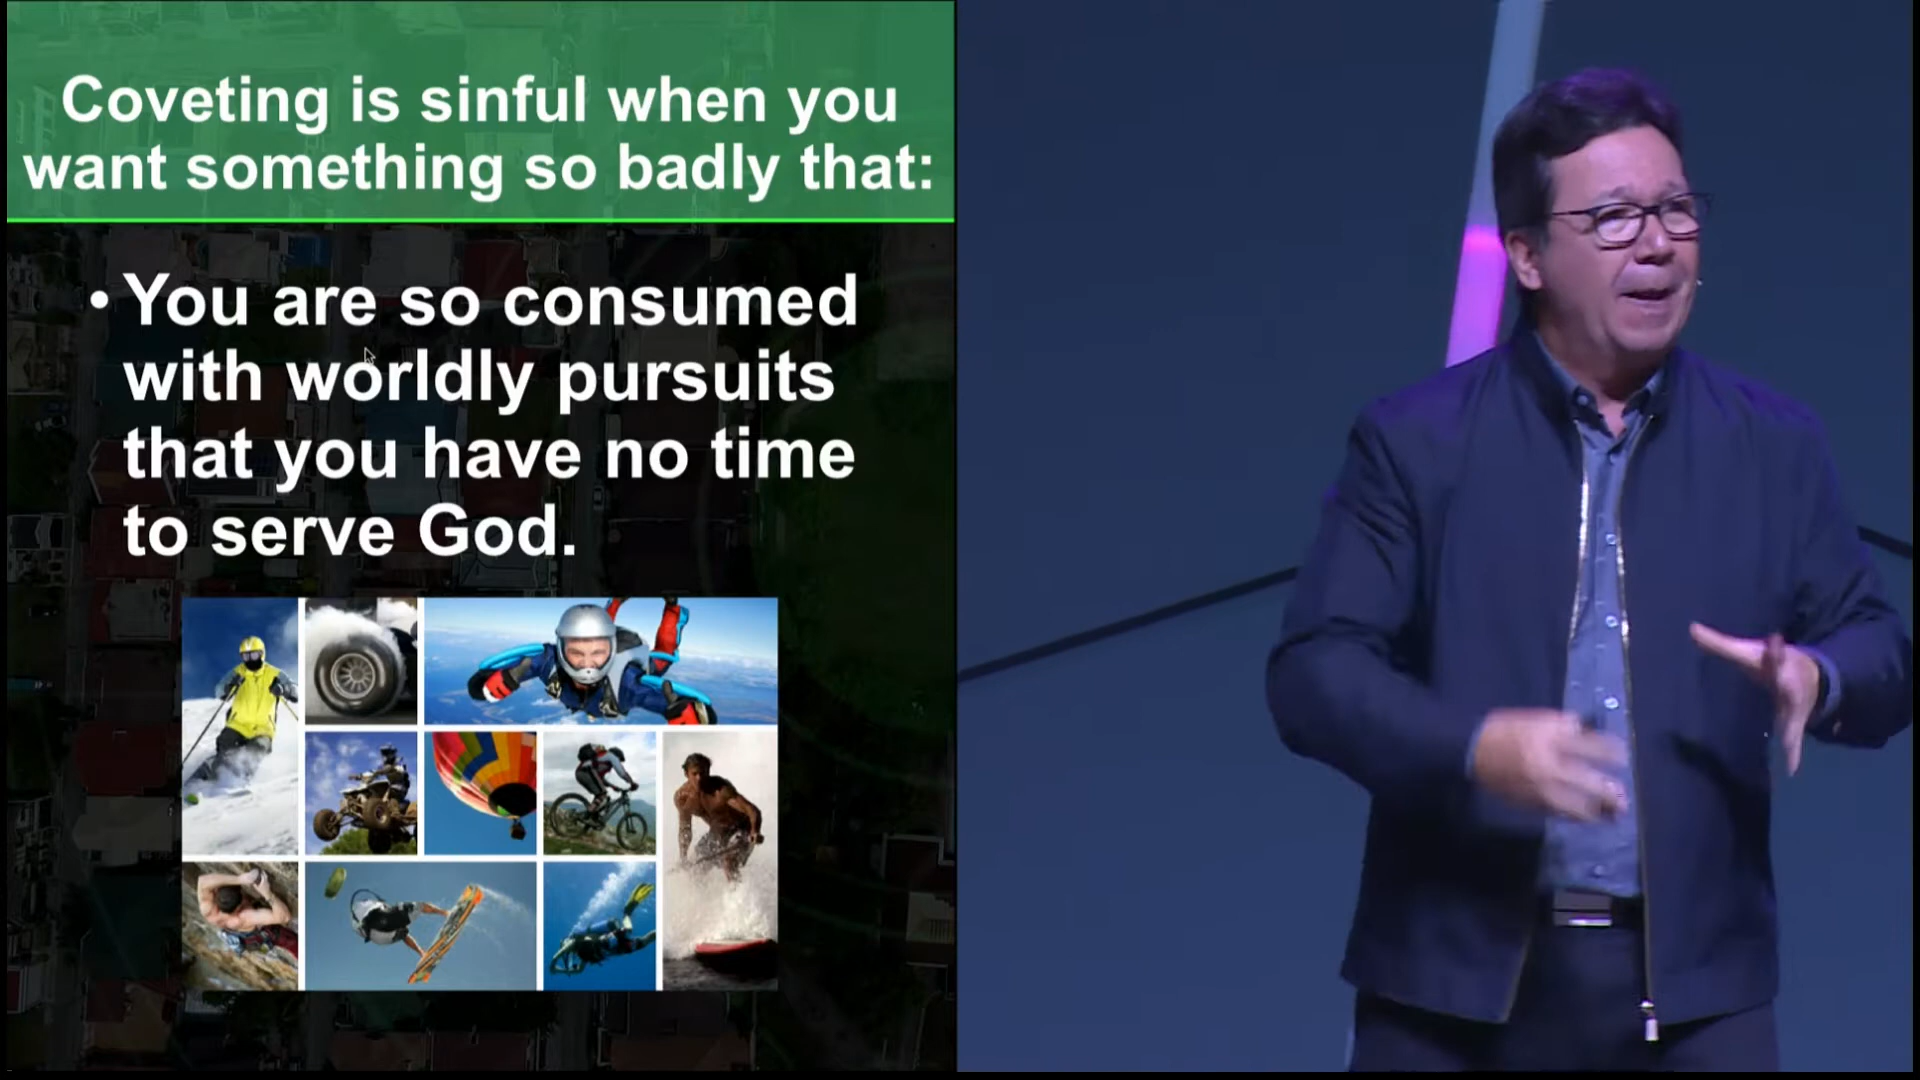 Coveting is sinful when you
want something so badly that:
• You are so consumed
with worldly pursuits
that you have no time
to serve God.